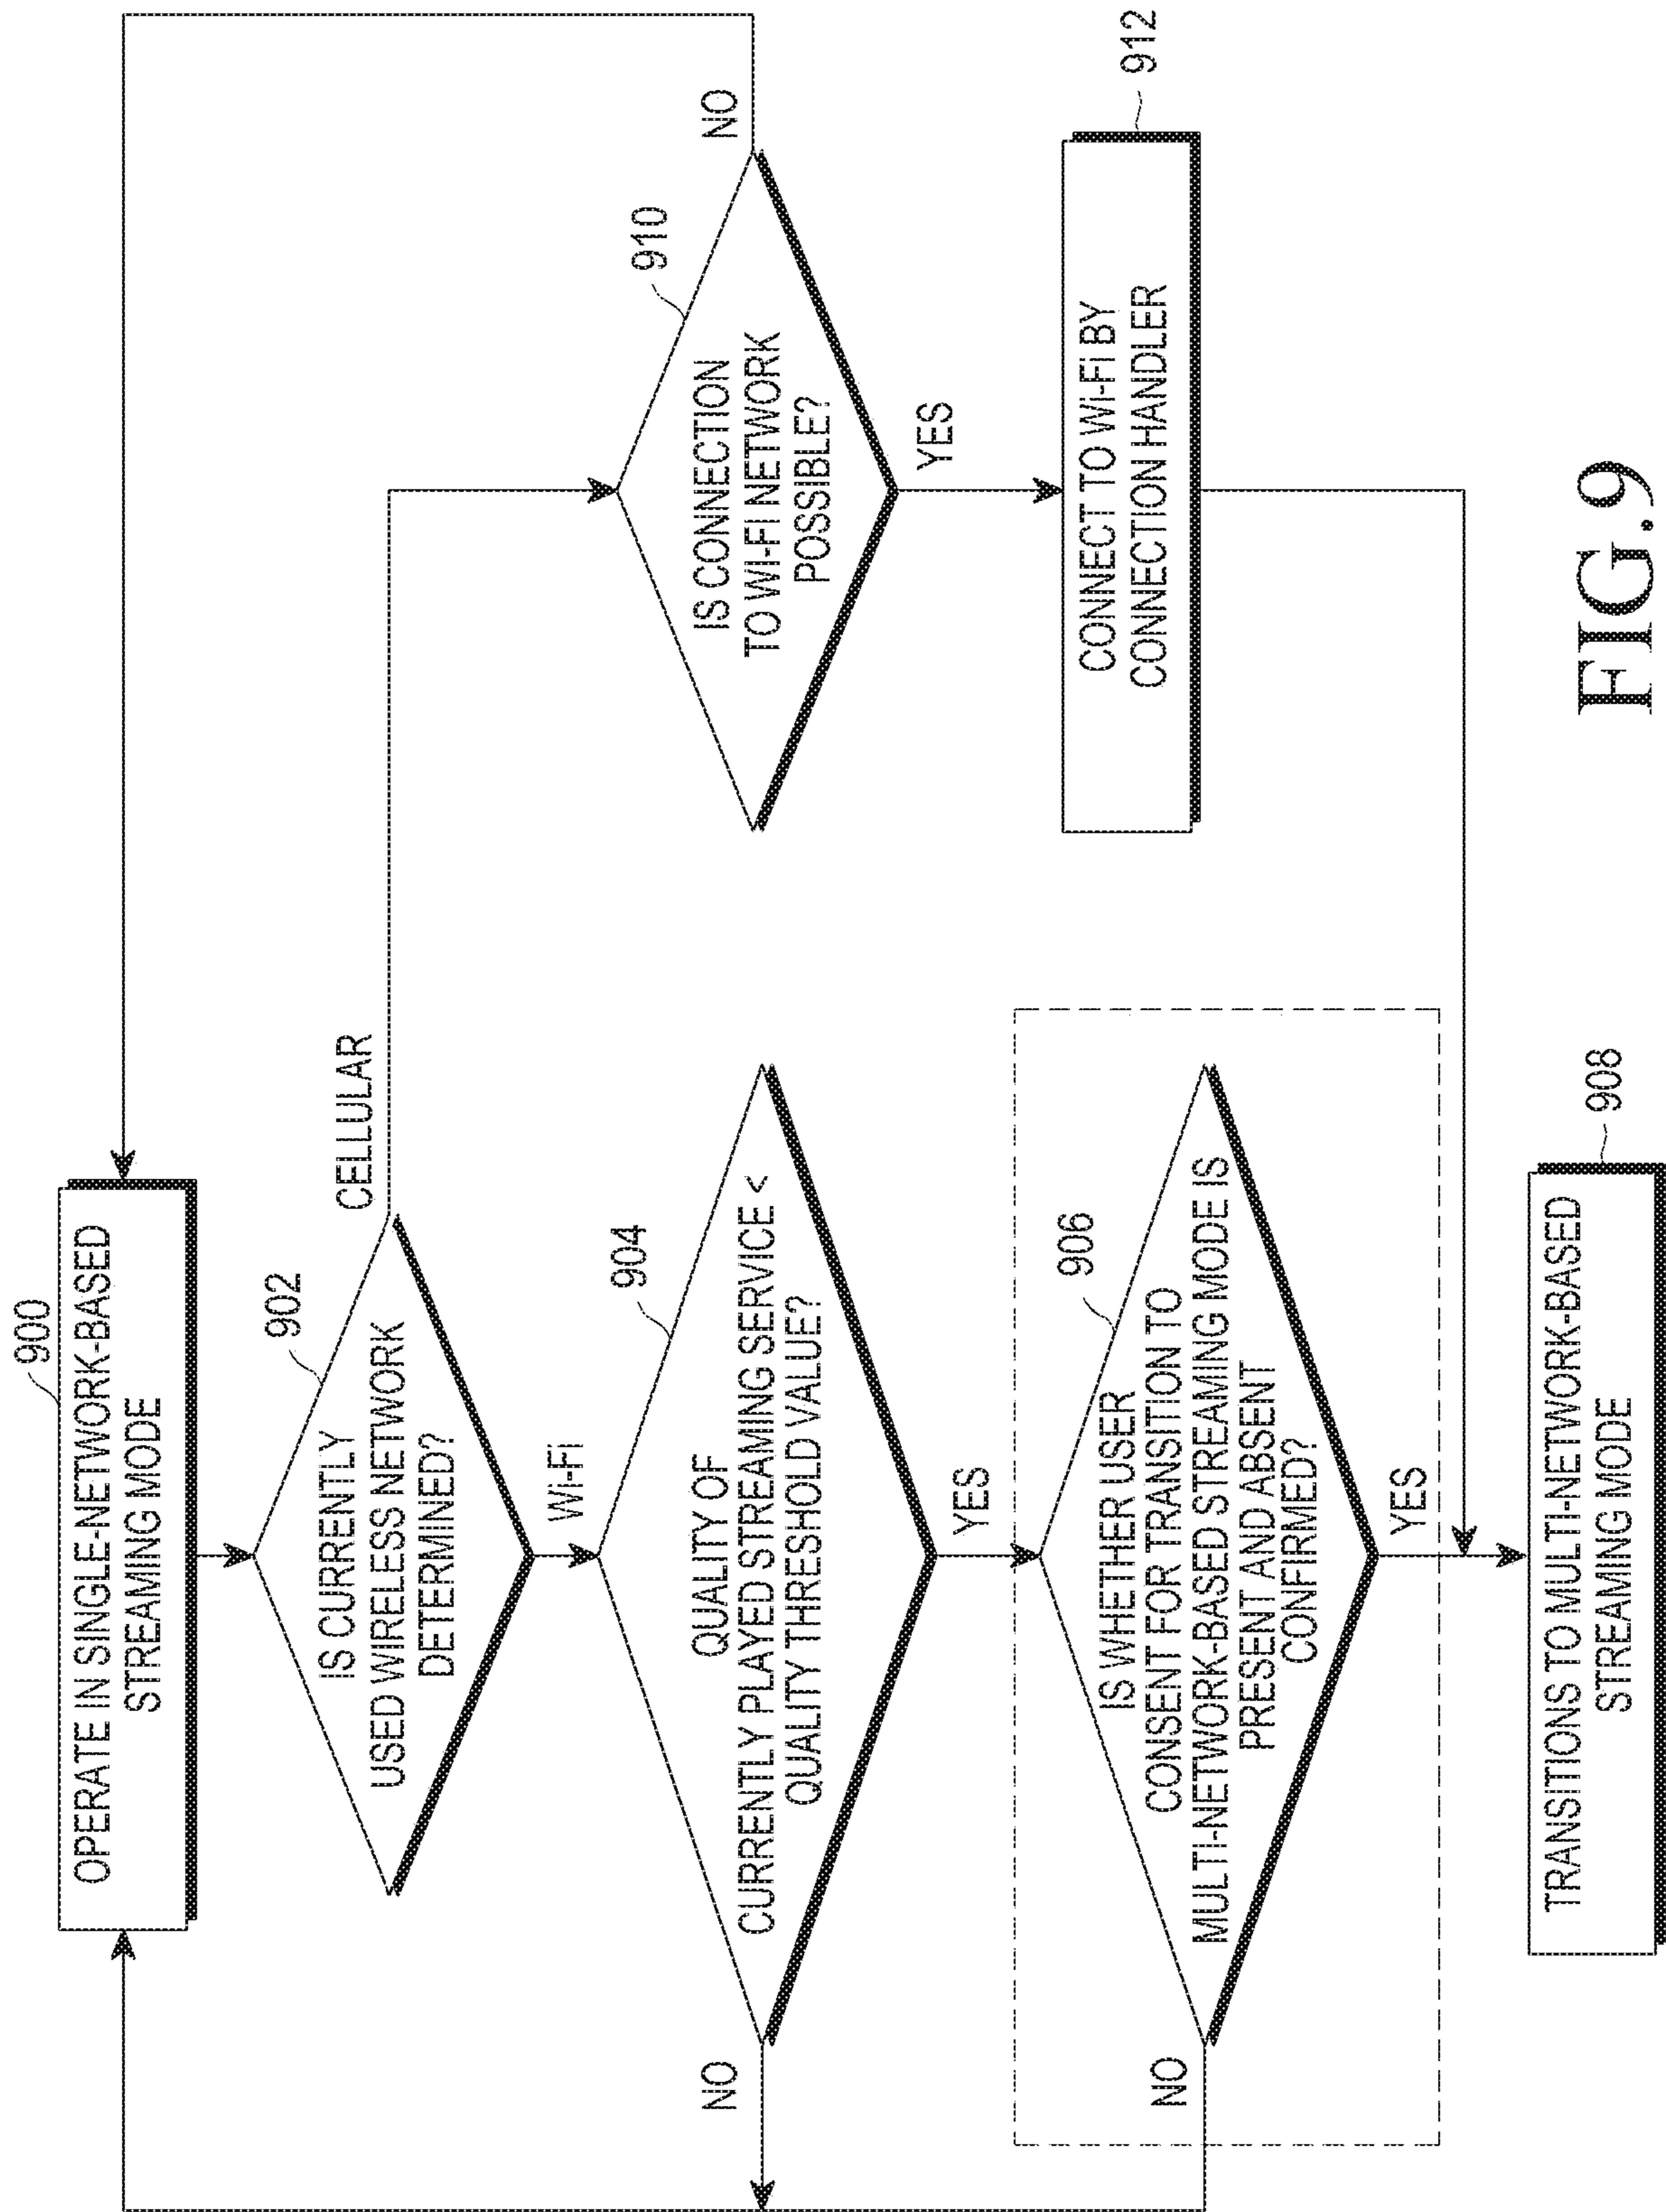 900
OPERATE IN SINGLE-NETWORK-BASED
STREAMING MODE
902
IS CURRENTLY
USED WIRELESS NETWORK
DETERMINED?
CELLULAR
Wi-Fi
904
QUALITY OF
CURRENTLY PLAYED STREAMING SERVICE <
QUALITY THRESHOLD VALUE?
NO
YES
906
IS WHETHER USER
CONSENT FOR TRANSITION TO
MULTI-NETWORK-BASED STREAMING MODE IS
PRESENT AND ABSENT
CONFIRMED?
NO
YES
908
TRANSITIONS TO MULTI-NETWORK-BASED
STREAMING MODE
910
IS CONNECTION
TO WI-FI NETWORK
POSSIBLE?
NO
YES
912
CONNECT TO Wi-Fi BY
CONNECTION HANDLER
FIG.9